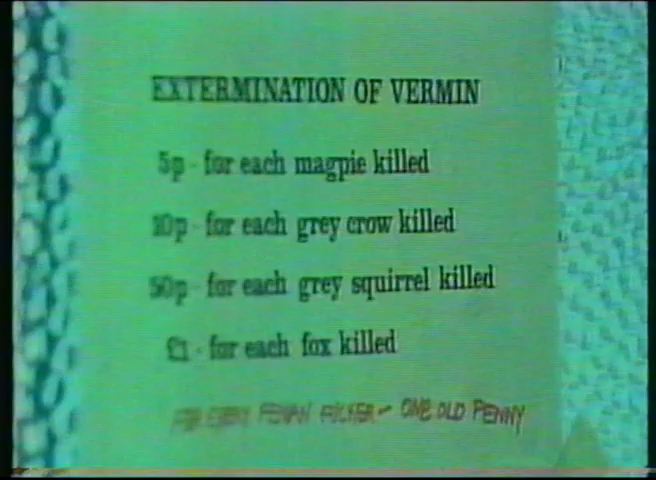 EXTERMINATION OF VERMIN
5p - for each magpie killed
10p - for each grey crow killed
50p - for each grey squirrel killed
£1 - for each fox killed
FOR EVERY FENIAN FUCKER - ONE OLD PENNY